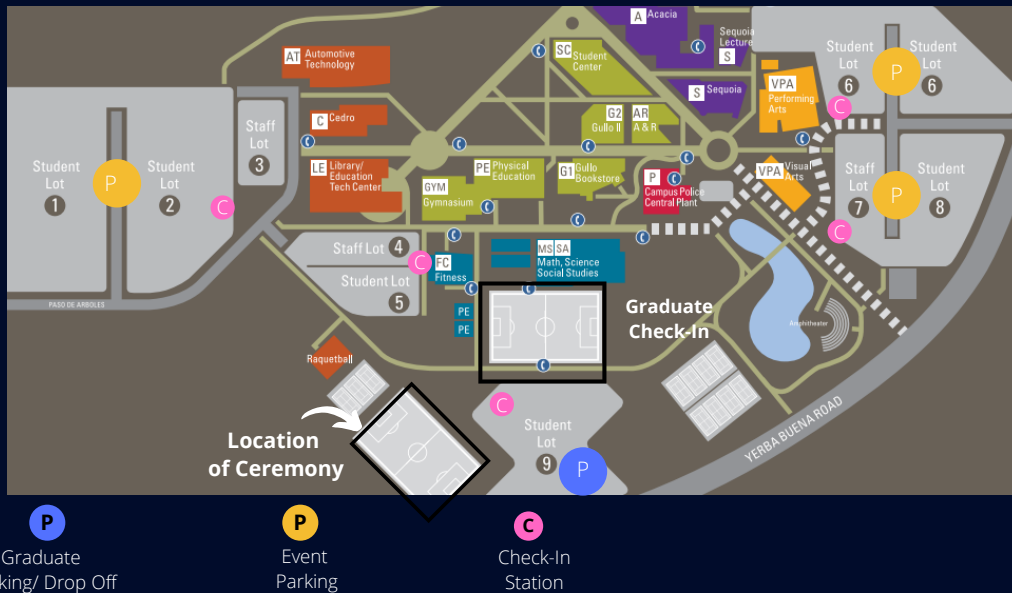 A Acacia
Sequoia
Lecture
S
AT Automotive
Technology
SC
Student
Center
Student
Lot
6
P
Student
Lot
6
VPA
Performing
Arts
C
S Sequoia
C Cedro
Staff
Lot
3
G2
Gullo II
AR
A & R
Student
Lot
1
P
Student
Lot
2
LE Library/
Education
Tech Center
PE Physical
Education
GYM
Gymnasium
G1 Gullo
Bookstore
P
Campus Police
Central Plant
VPA Visual
Arts
Staff
Lot
7
P
Student
Lot
8
C
C
Staff Lot 4
Student Lot
5
C
FC
Fitness
MS SA
Math, Science
Social Studies
PE
PE
PASO DE ARBOLES
Graduate
Check-In
Amphitheater
Raquetball
YERBA BUENA ROAD
C
Student
Lot
9
P
Location
of Ceremony
P
Graduate
king/ Drop Off
P
Event
Parking
C
Check-In
Station